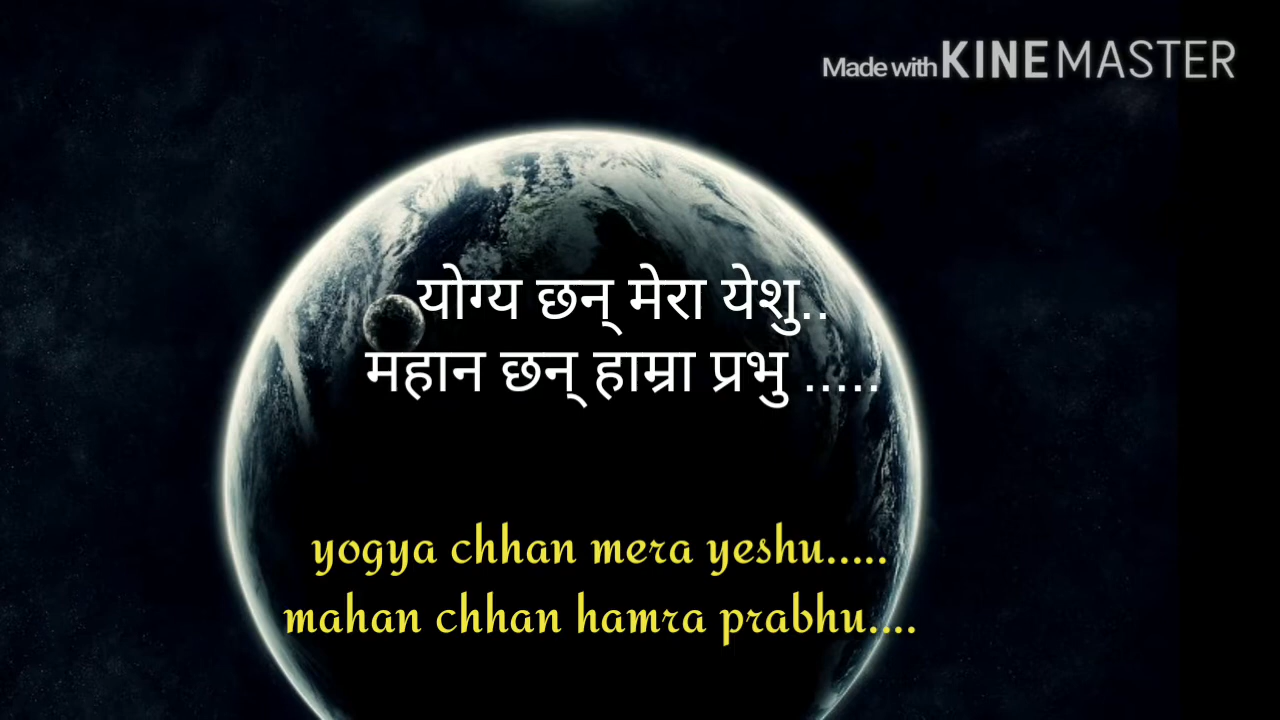 Made with KINEMASTER
योग्य छन् मेरा येशु..
महान छन् हाम्रा प्रभु .....
yogya chhan mera yeshu.....
mahan chhan hamra prabhu....